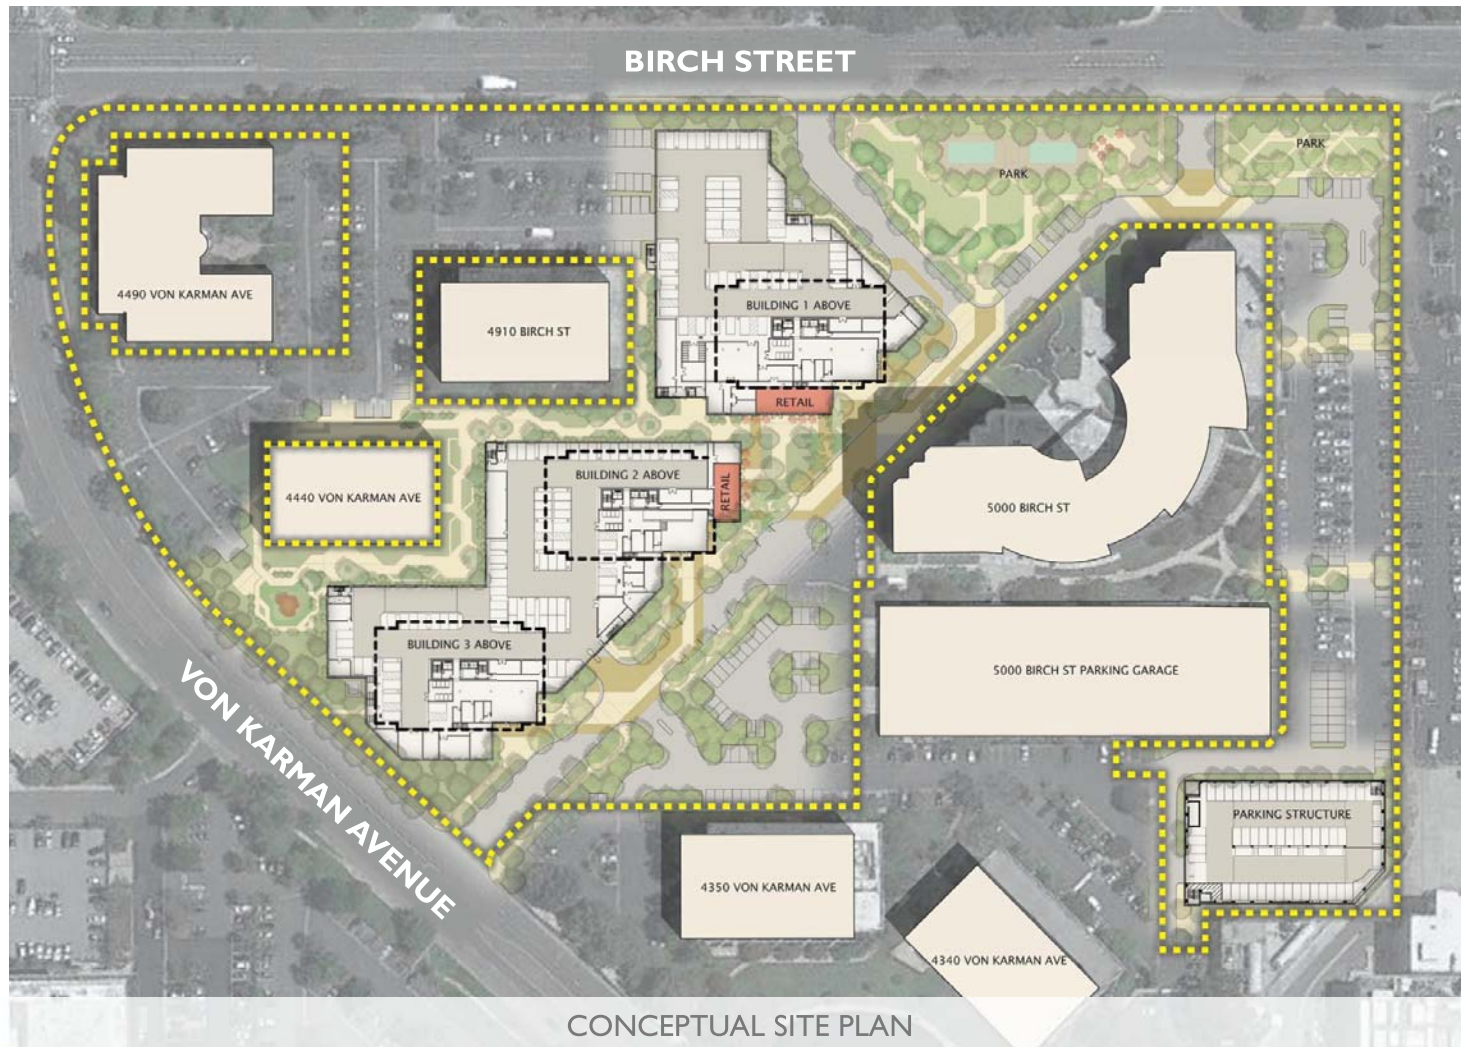 BIRCH STREET
PARK
PARK
4490 VON KARMAN AVE
BUILDING 1 ABOVE
4910 BIRCH ST
RETAIL
BUILDING 2 ABOVE
RETAIL
4440 VON KARMAN AVE
5000 BIRCH ST
BUILDING 3 ABOVE
5000 BIRCH ST PARKING GARAGE
VON KARMAN AVENUE
PARKING STRUCTURE
4350 VON KARMAN AVE
4340 VON KARMAN AVE
CONCEPTUAL SITE PLAN